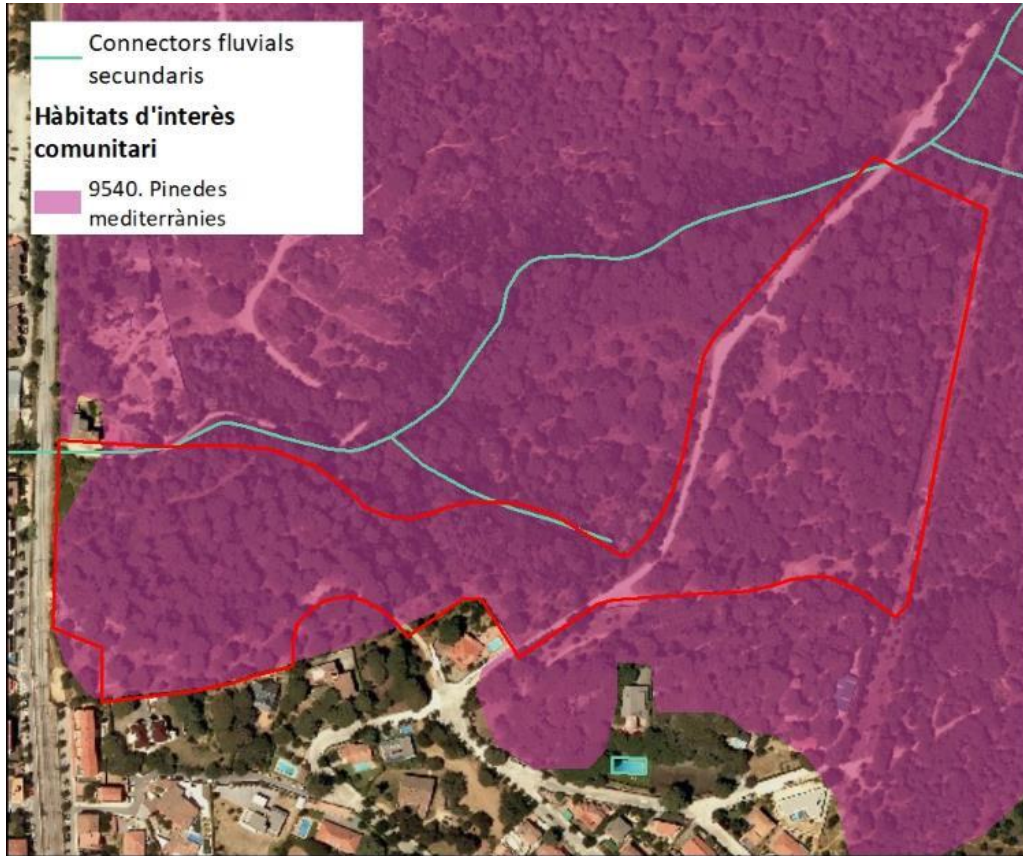 Connectors fluvials
secundaris
Hàbitats d'interès
comunitari
9540. Pinedes
mediterrànies